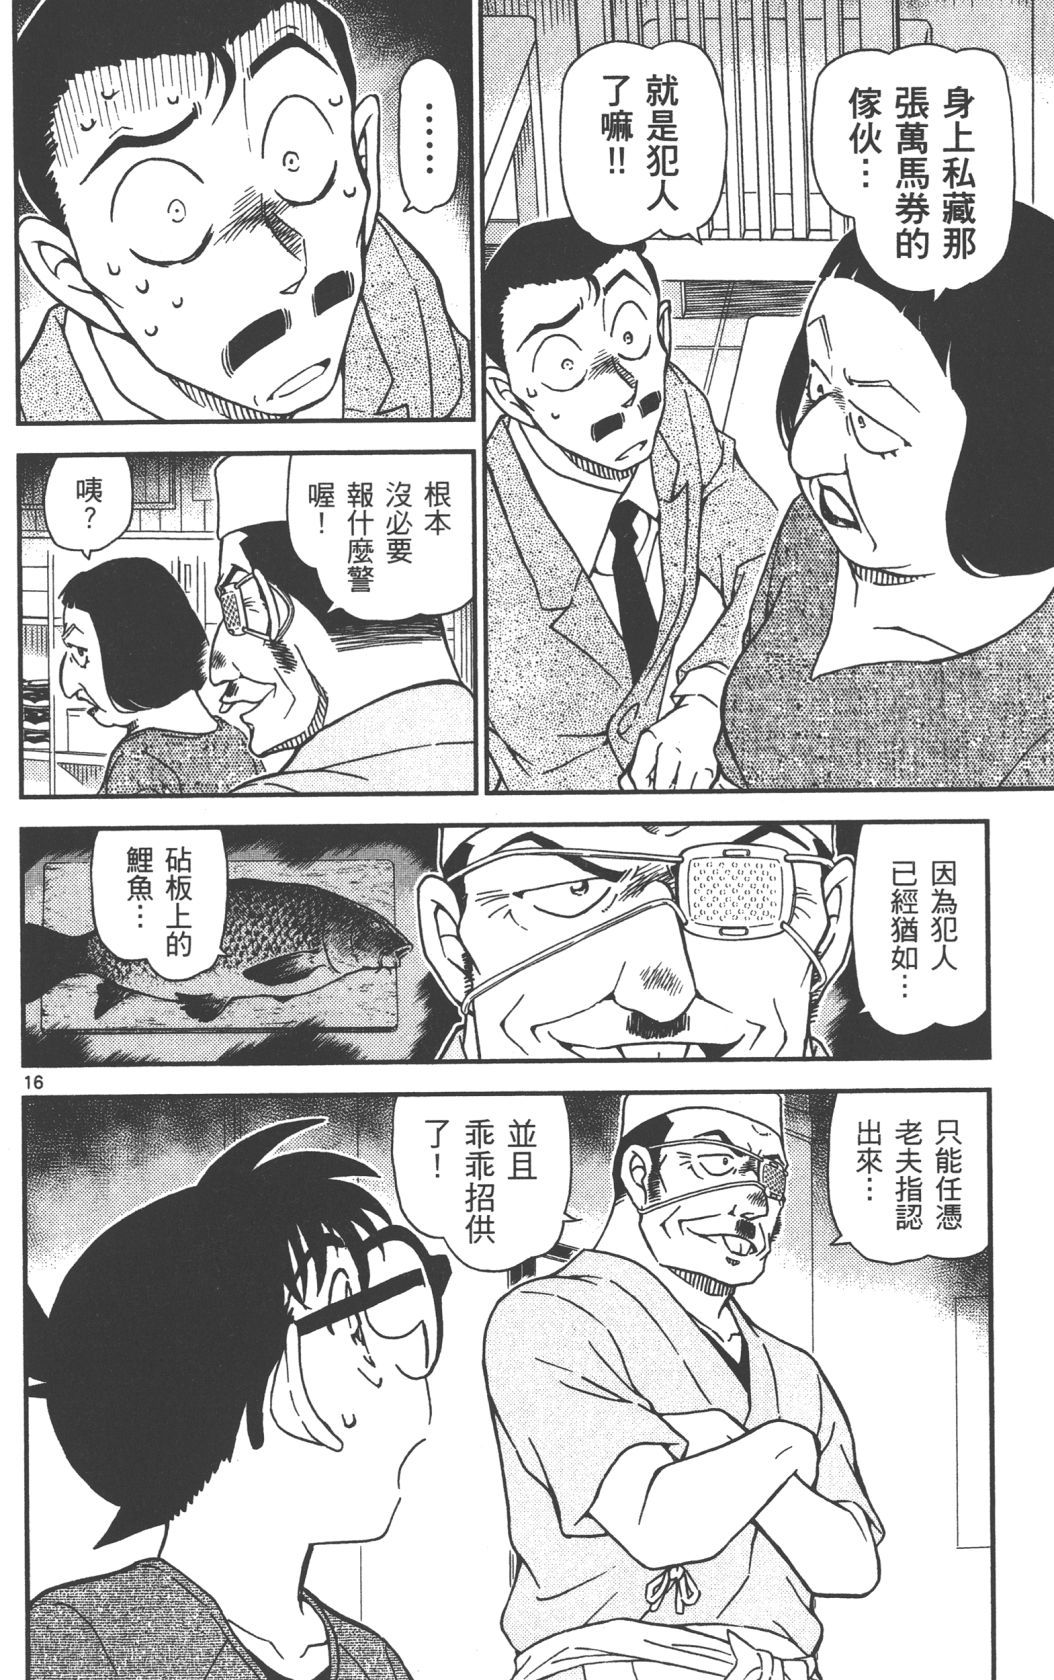 身上私藏那
張萬馬券的
傢伙…
就是犯人
了嘛!!
……
根本
沒必要
報什麼警
喔!
咦?
因為犯人
已經猶如…
砧板上的
鯉魚…
16
只能任憑
老夫指認
出來…
並且
乖乖招供
了!